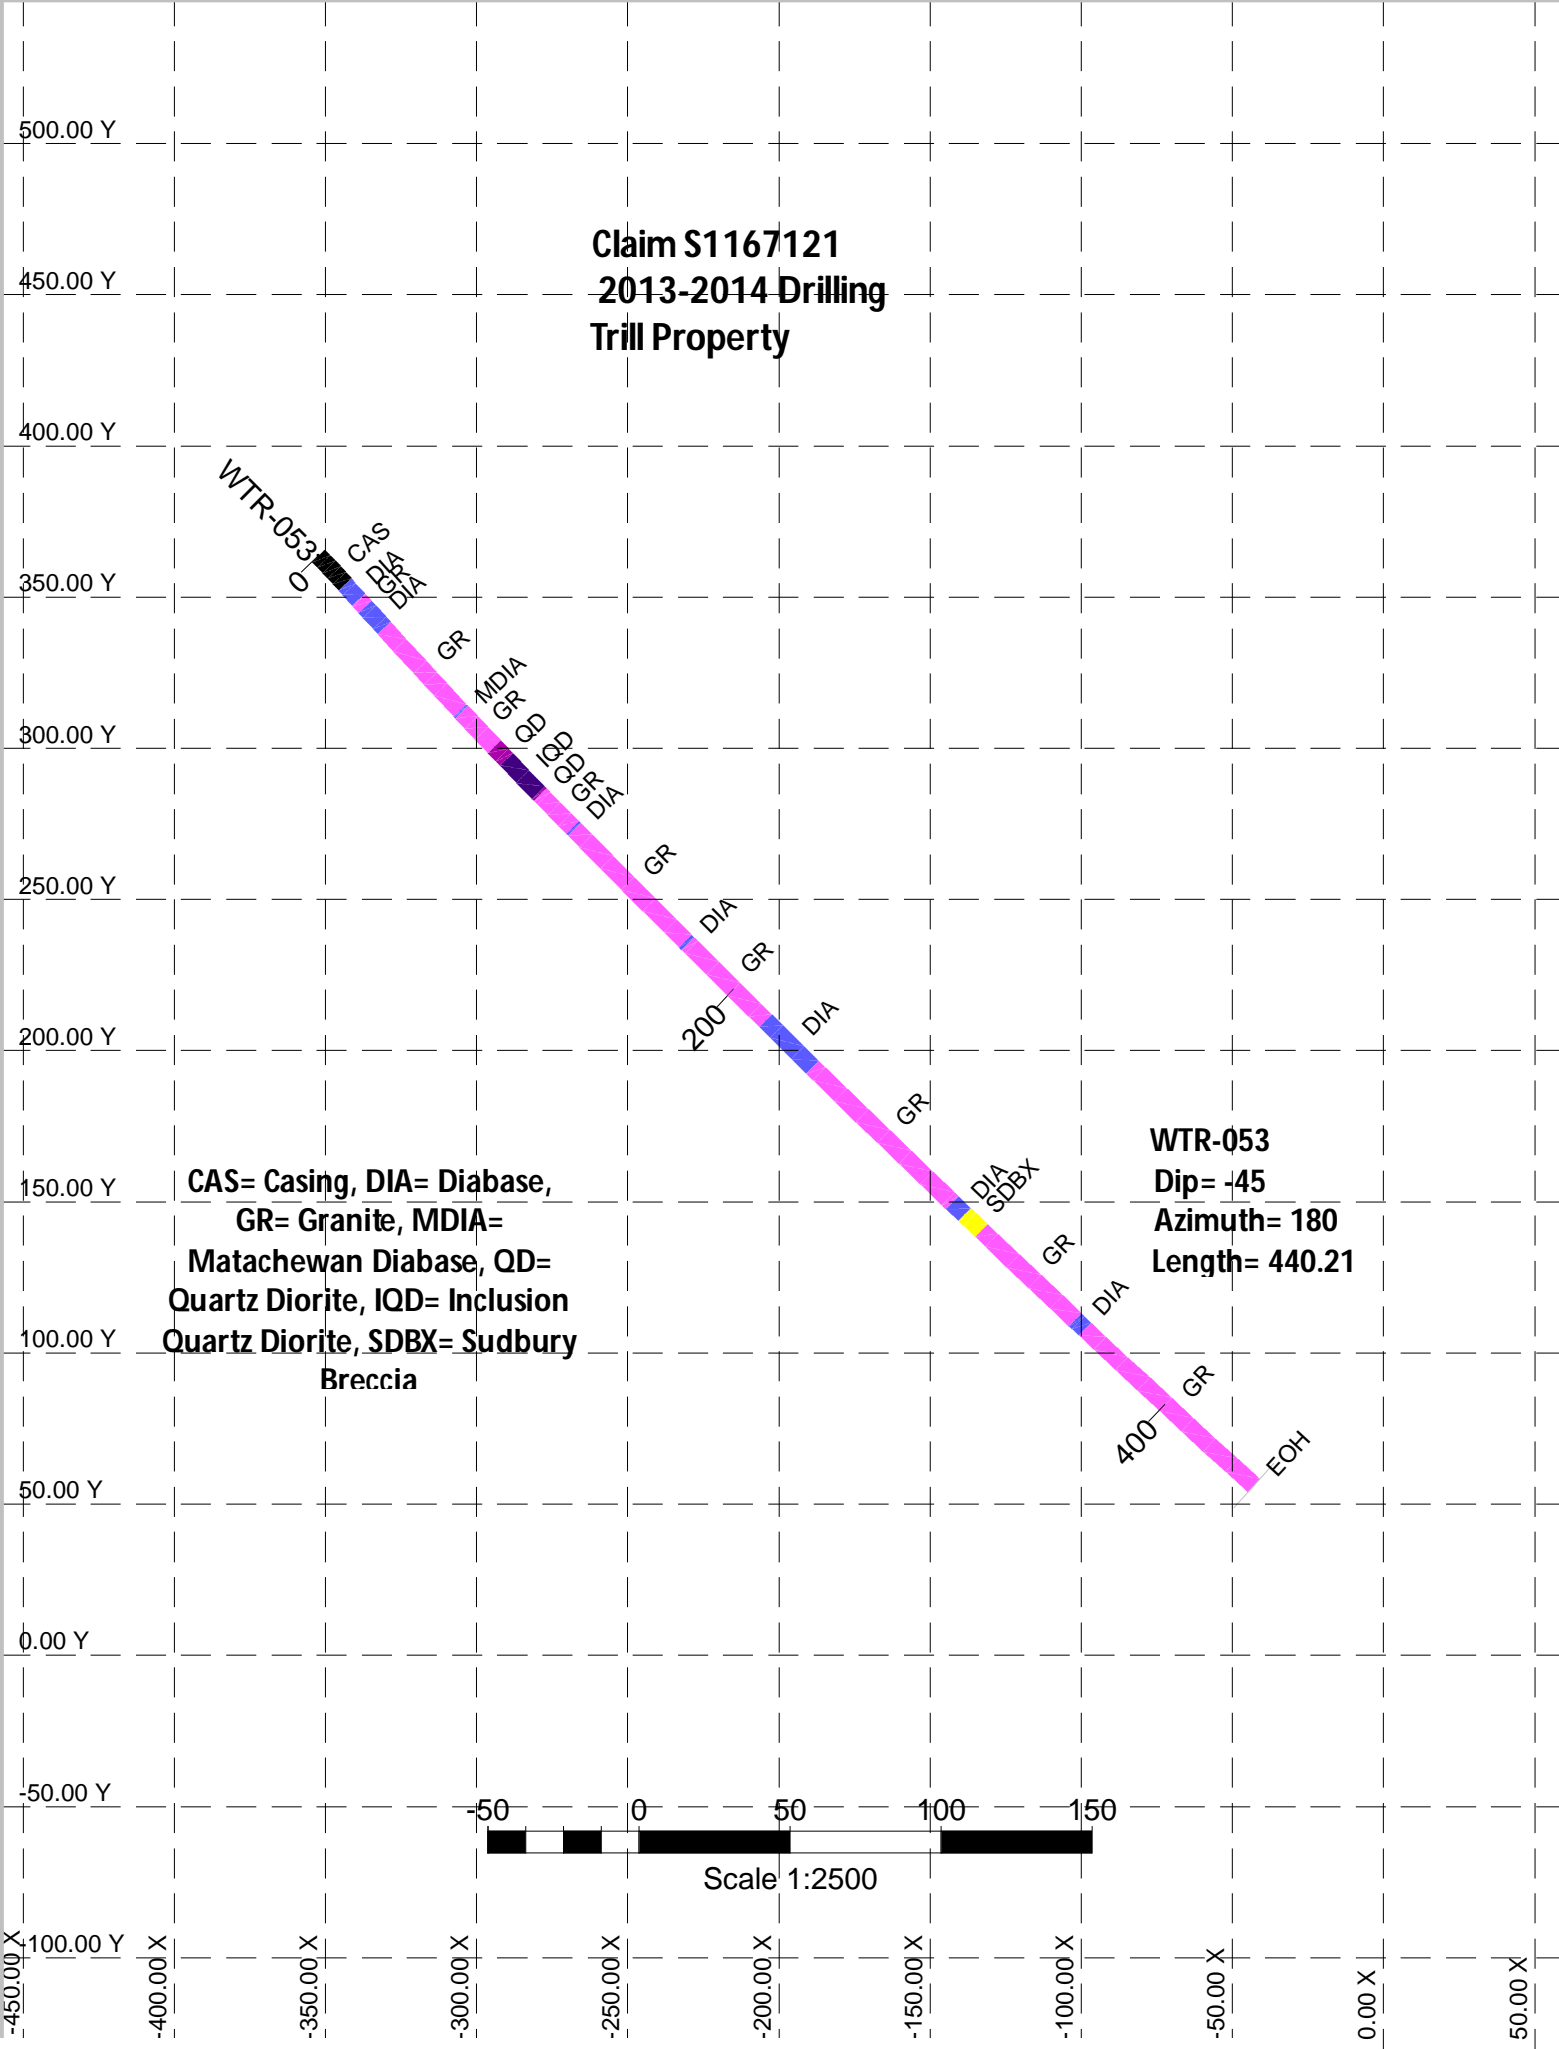 500.00 Y
Claim S1167121
450.00 Y
2013-2014 Drilling
Trill Property
400.00 Y
WTR-053
0
CAS
DIA
GR
DIA
350.00 Y
GR
MDIA
GR
QD
IQD
QD
GR
DIA
300.00 Y
GR
250.00 Y
DIA
GR
200
DIA
200.00 Y
GR
DIA
SDBX
WTR-053
Dip= -45
Azimuth= 180
Length= 440.21
150.00 Y
CAS= Casing, DIA= Diabase,
GR= Granite, MDIA=
Matachewan Diabase, QD=
Quartz Diorite, IQD= Inclusion
Quartz Diorite, SDBX= Sudbury
Breccia
GR
DIA
100.00 Y
GR
400
EOH
50.00 Y
0.00 Y
-50.00 Y
-50 0 50 100 150
Scale 1:2500
-100.00 Y
-450.00 X
-400.00 X
-350.00 X
-300.00 X
-250.00 X
-200.00 X
-150.00 X
-100.00 X
-50.00 X
0.00 X
50.00 X